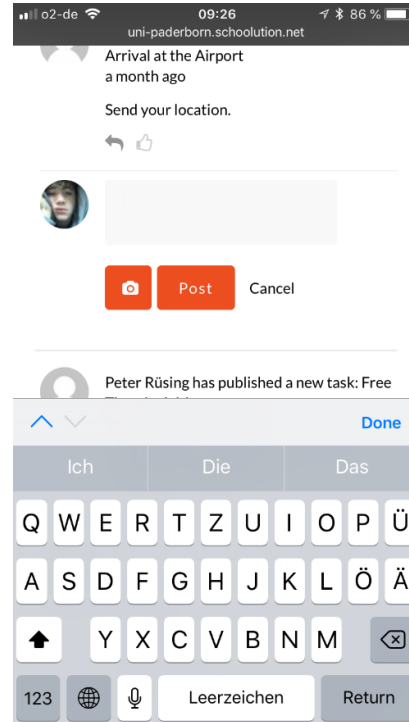 o2-de 09:26 86 %
uni-paderborn.schoolution.net
Arrival at the Airport
a month ago
Send your location.
Post Cancel
Peter Rüsing has published a new task: Free
Done
Ich Die Das
Q W E R T Z U I O P Ü
A S D F G H J K L Ö Ä
Y X C V B N M
123 Leerzeichen Return